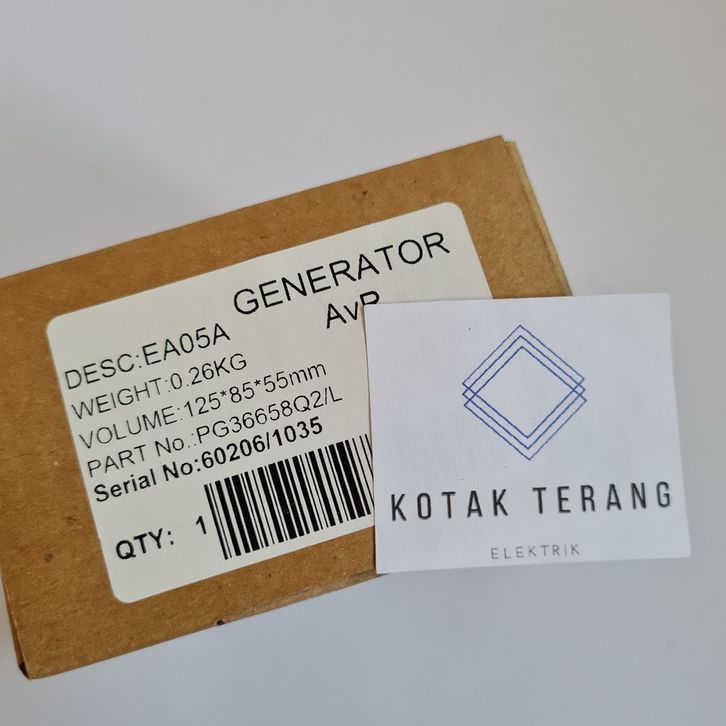 GENERATOR
AvR
DESC:EA05A
WEIGHT:0.26KG
VOLUME:125*85*55mm
PART No.:PG36658Q2/L
Serial No:60206/1035
QTY: 1
KOTAK TERANG
ELEKTRIK